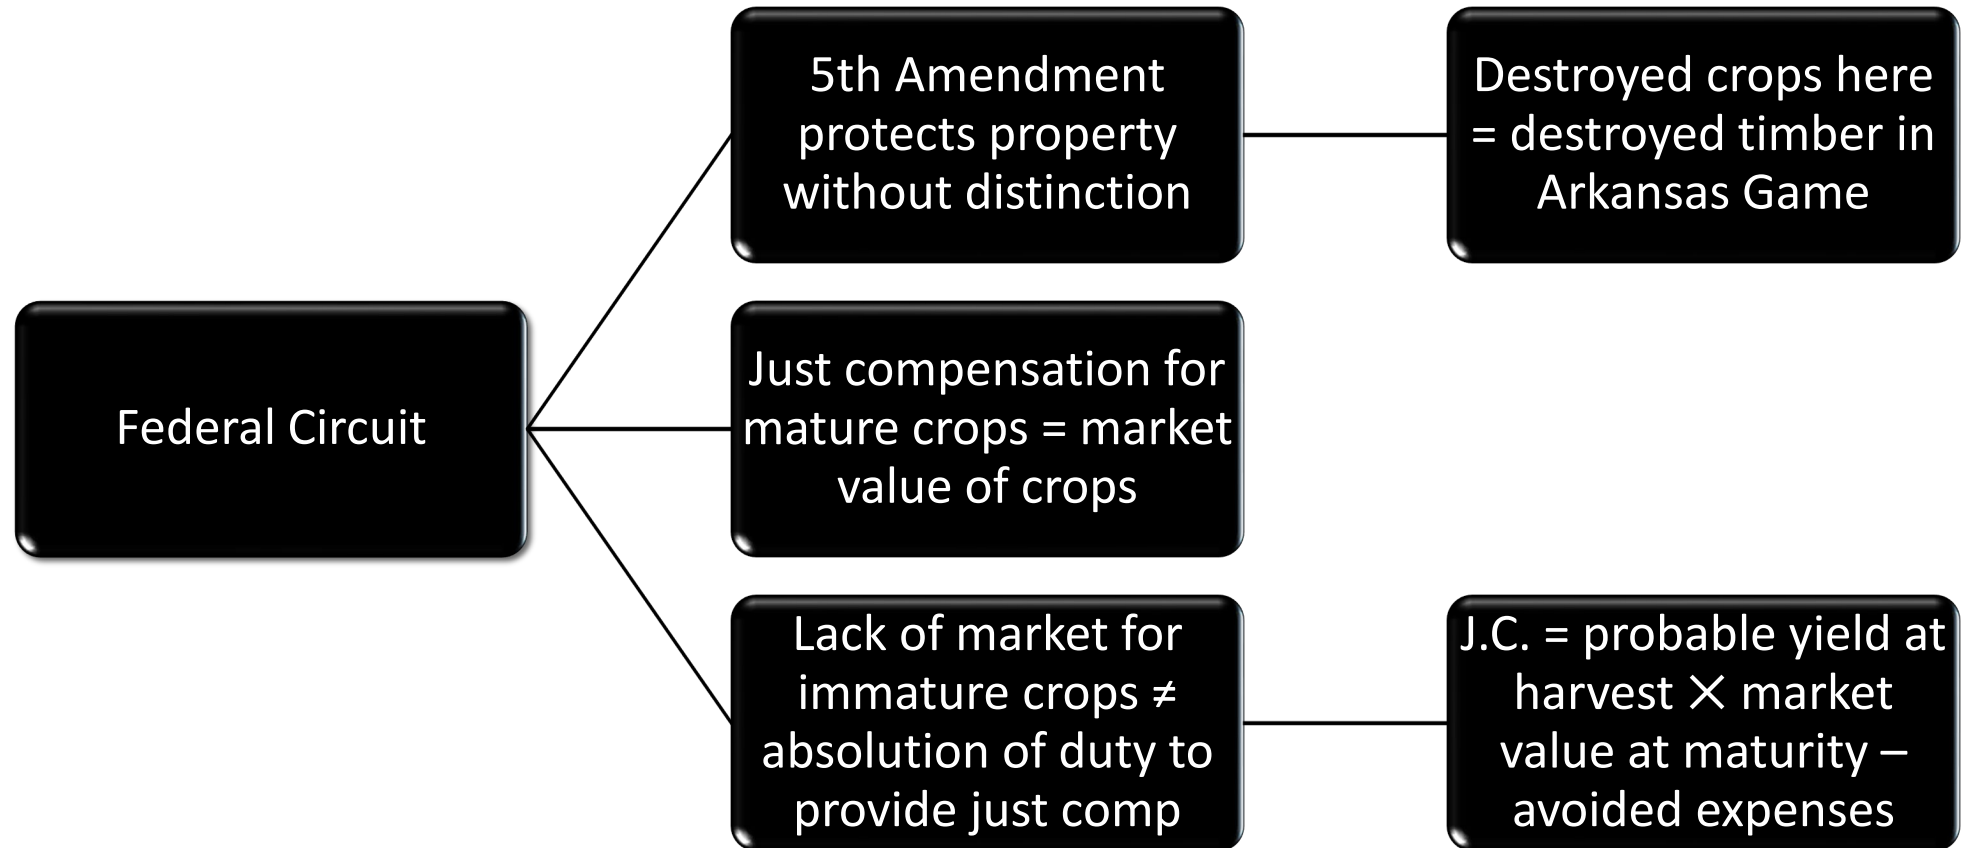 Federal Circuit
5th Amendment
protects property
without distinction
Destroyed crops here
= destroyed timber in
Arkansas Game
Just compensation for
mature crops = market
value of crops
Lack of market for
immature crops ≠
absolution of duty to
provide just comp
J.C. = probable yield at
harvest ✕ market
value at maturity –
avoided expenses